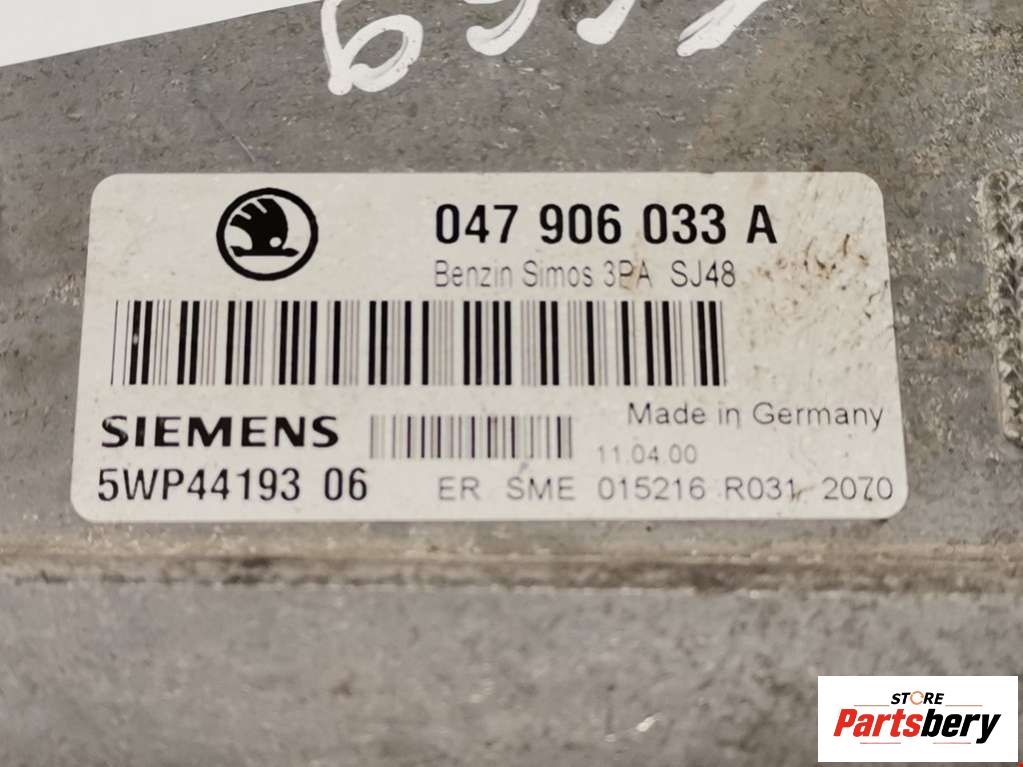 047 906 033 A
Benzin Simos 3PA SJ48
SIEMENS
Made in Germany
11.04.00
5WP44193 06
ER SME 015216 R031 2070
STORE
Partsbery